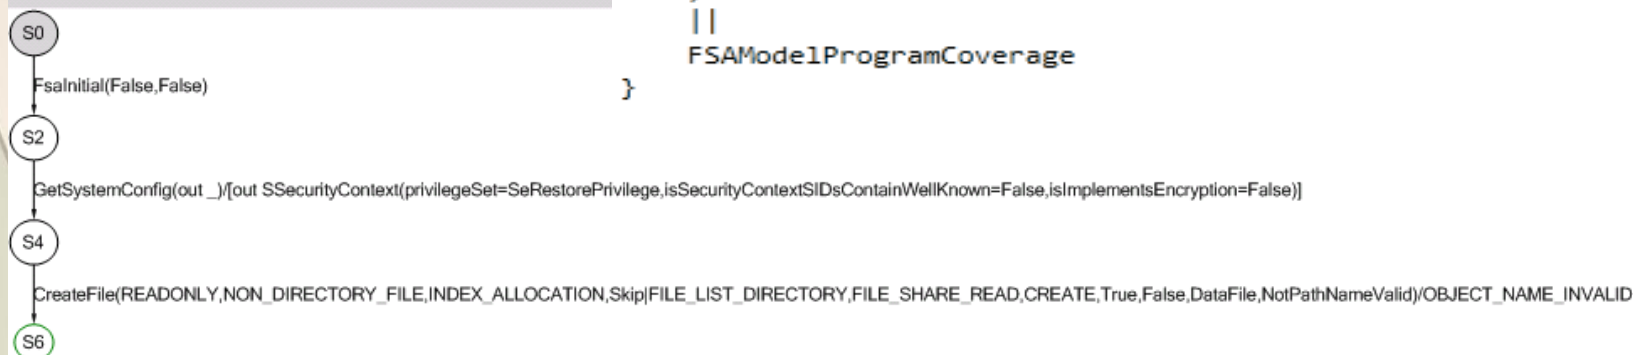 ||
FSAModelProgramCoverage
}
S0
FsaInitial(False,False)
S2
GetSystemConfig(out _)/[out SSecurityContext(privilegeSet=SeRestorePrivilege,isSecurityContextSIDsContainWellKnown=False,isImplementsEncryption=False)]
S4
CreateFile(READONLY,NON_DIRECTORY_FILE,INDEX_ALLOCATION,Skip|FILE_LIST_DIRECTORY,FILE_SHARE_READ,CREATE,True,False,DataFile,NotPathNameValid)/OBJECT_NAME_INVALID
S6